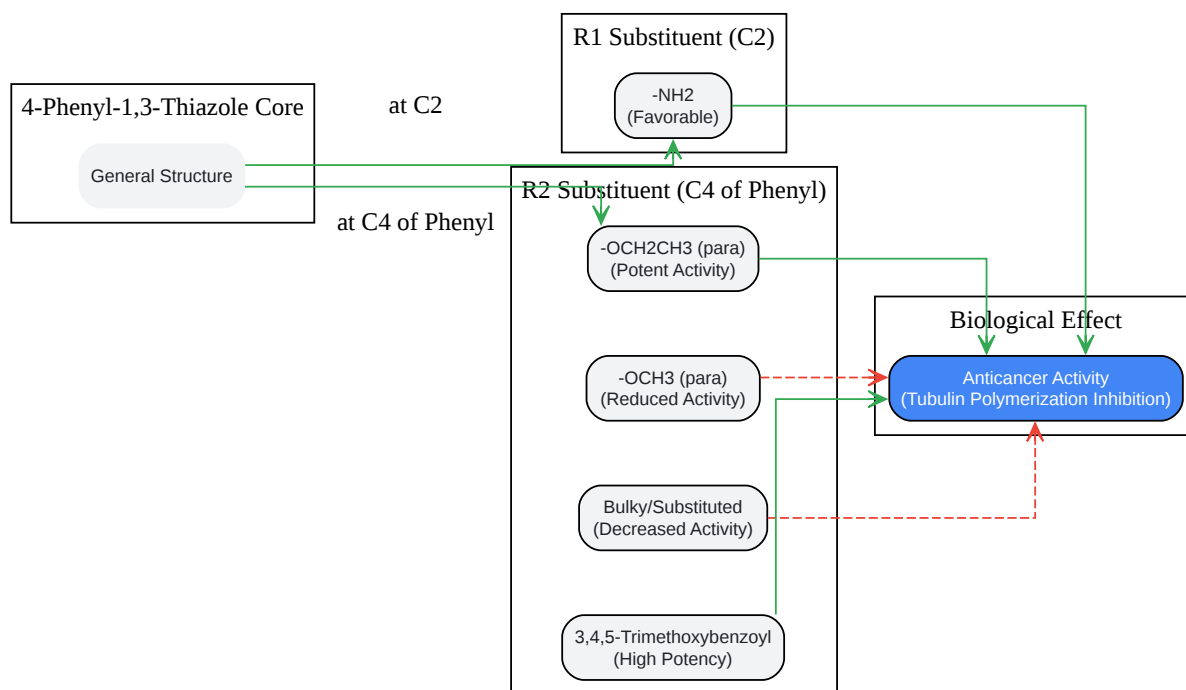 R1 Substituent (C2)
-NH2
(Favorable)
4-Phenyl-1,3-Thiazole Core
General Structure
at C2
at C4 of Phenyl
R2 Substituent (C4 of Phenyl)
-OCH2CH3 (para)
(Potent Activity)
-OCH3 (para)
(Reduced Activity)
Bulky/Substituted
(Decreased Activity)
3,4,5-Trimethoxybenzoyl
(High Potency)
Biological Effect
Anticancer Activity
(Tubulin Polymerization Inhibition)